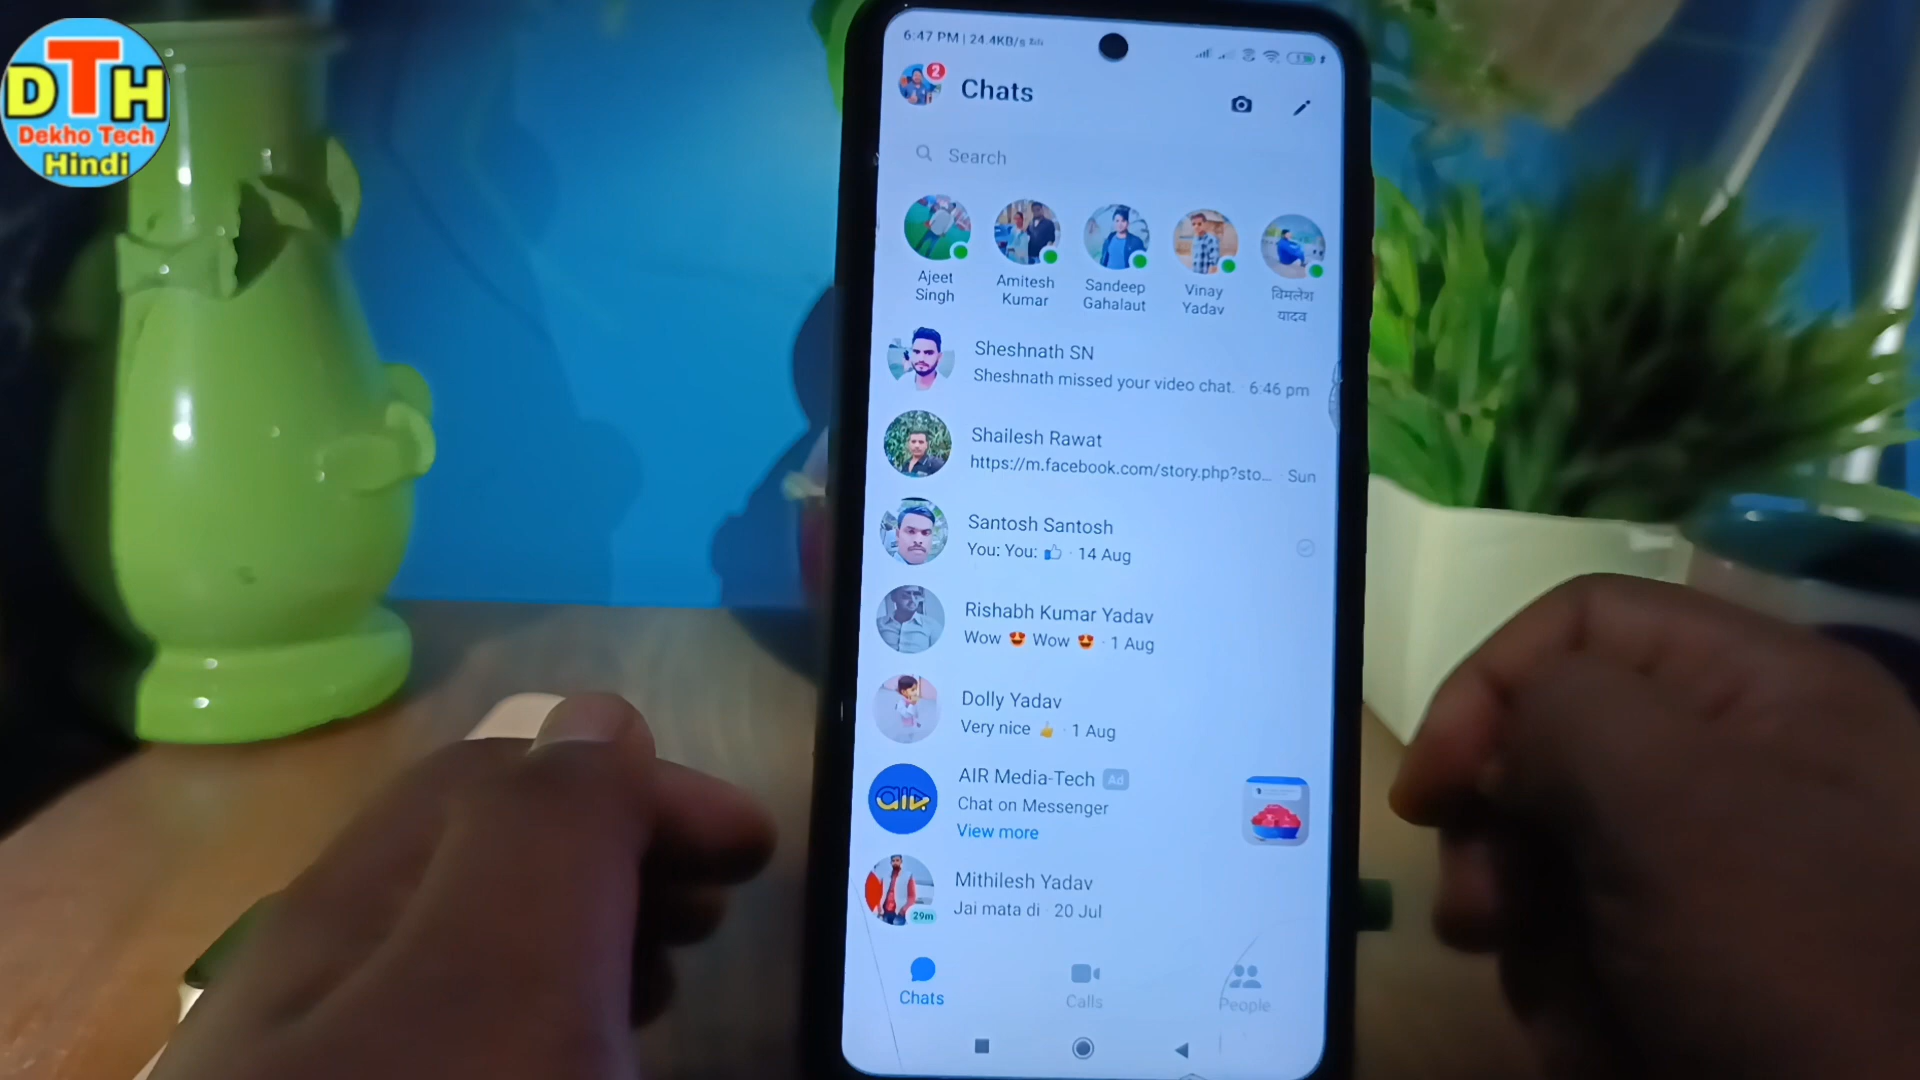 DTH
Dekho Tech
Hindi
6:47 PM | 24.4KB/s
2
Chats
Search
Ajeet
Singh
Amitesh
Kumar
Sandeep
Gahalaut
Vinay
Yadav
विमलेश
यादव
Sheshnath SN
Sheshnath missed your video chat. · 6:46 pm
Shailesh Rawat
https://m.facebook.com/story.php?sto... · Sun
Santosh Santosh
You: You: 👍 · 14 Aug
Rishabh Kumar Yadav
Wow 😍 Wow 😍 · 1 Aug
Dolly Yadav
Very nice 👍 · 1 Aug
AIR Media-Tech Ad
Chat on Messenger
View more
air
Mithilesh Yadav
Jai mata di · 20 Jul
29m
Chats
Calls
People